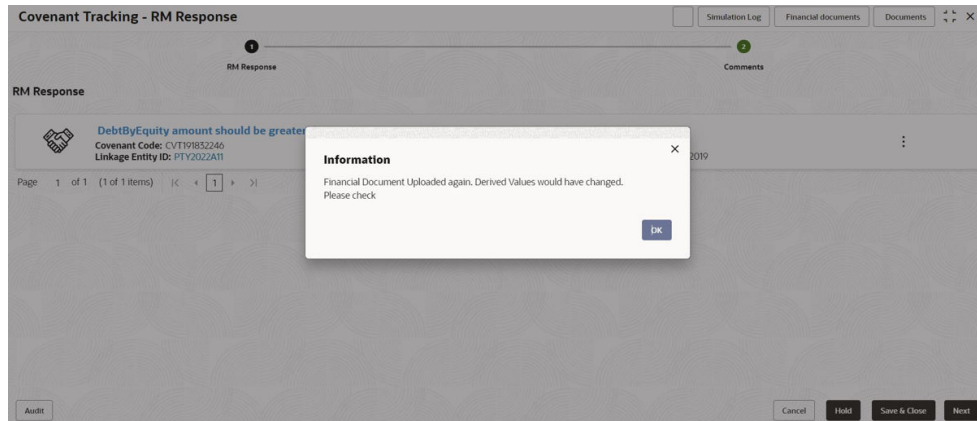 Covenant Tracking - RM Response
Simulation Log
Financial documents
Documents
1
2
RM Response
Comments
RM Response
DebtByEquity amount should be greater
Covenant Code: CVT191832246
Linkage Entity ID: PTY2022A11
2019
Information
Financial Document Uploaded again. Derived Values would have changed.
Please check
OK
Page 1 of 1 (1 of 1 items) 1
Audit
Cancel
Hold
Save & Close
Next